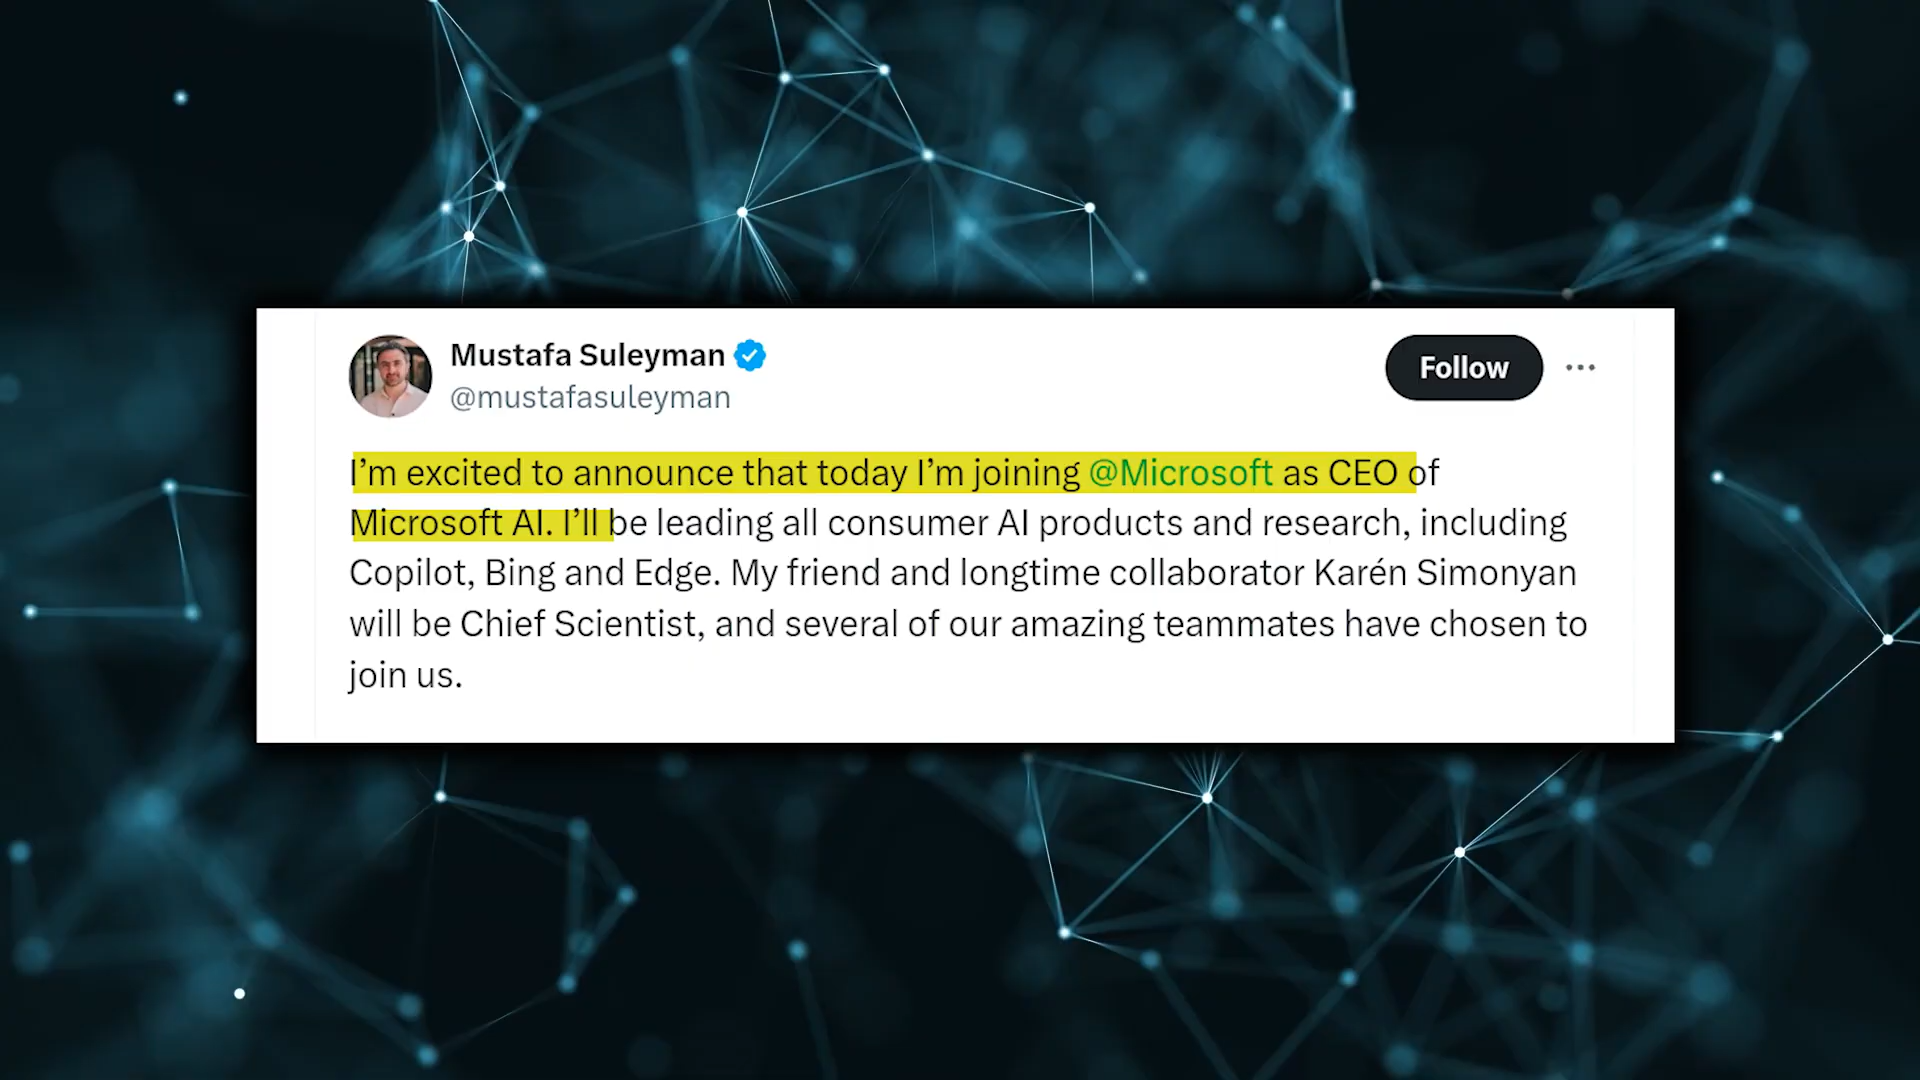 Mustafa Suleyman
@mustafasuleyman
Follow
I’m excited to announce that today I’m joining @Microsoft as CEO of
Microsoft AI. I’ll be leading all consumer AI products and research, including
Copilot, Bing and Edge. My friend and longtime collaborator Karén Simonyan
will be Chief Scientist, and several of our amazing teammates have chosen to
join us.